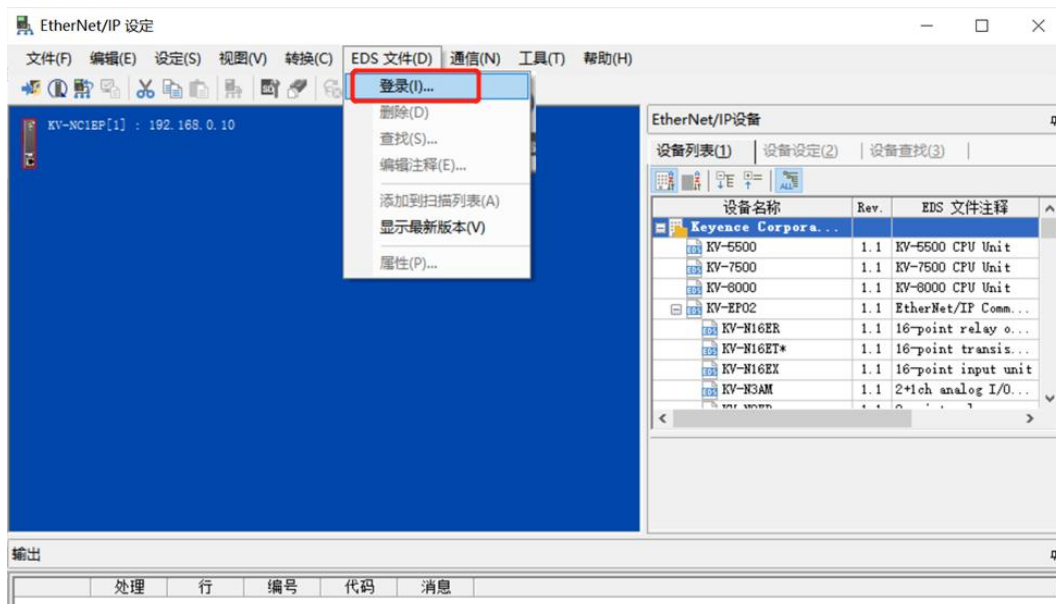 EtherNet/IP 设定
文件(F) 编辑(E) 设定(S) 视图(V) 转换(C) EDS 文件(D) 通信(N) 工具(T) 帮助(H)
登录(I)...
删除(D)
查找(S)...
编辑注释(E)...
添加到扫描列表(A)
显示最新版本(V)
属性(P)...
KV-NC1EP[1] : 192.168.0.10
EtherNet/IP设备
设备列表(1) 设备设定(2) 设备查找(3)
设备名称 Rev. EDS 文件注释
Keyence Corpora...
KV-5500 1.1 KV-5500 CPU Unit
KV-7500 1.1 KV-7500 CPU Unit
KV-8000 1.1 KV-8000 CPU Unit
KV-EP02 1.1 EtherNet/IP Comm...
KV-N16ER 1.1 16-point relay o...
KV-N16ET* 1.1 16-point transis...
KV-N16EX 1.1 16-point input unit
KV-N3AM 1.1 2+1ch analog I/O...
输出
处理 行 编号 代码 消息